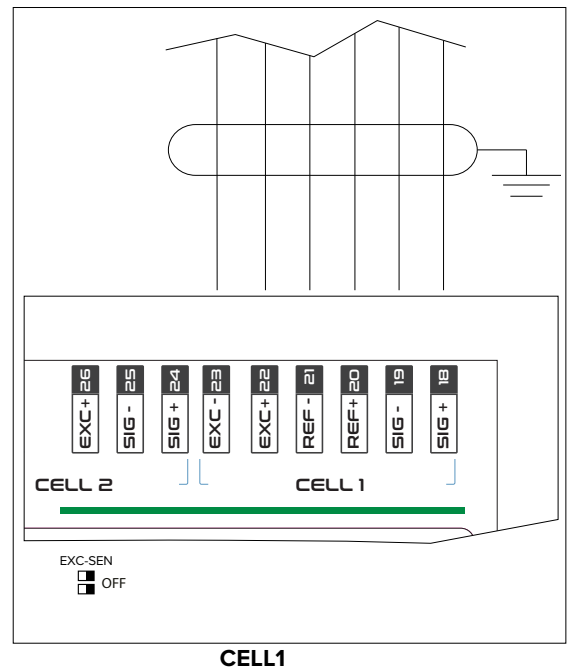 26 25 24 23 22 21 20 19 18
EXC+ SIG - SIG + EXC - EXC+ REF - REF+ SIG - SIG +
CELL 2 CELL 1
EXC-SEN
OFF
CELL1